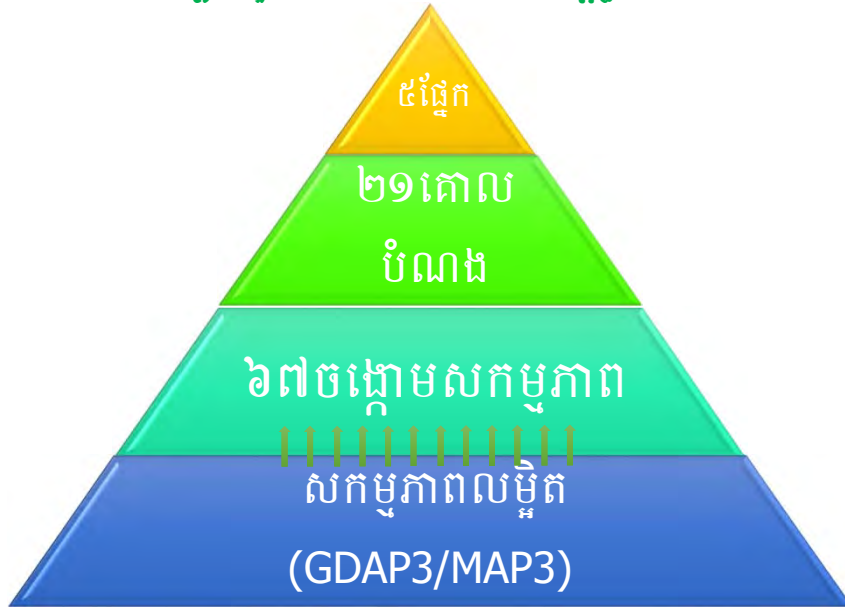 ៥ផ្នែក
២១គោល
បំណង
៦៧ចង្កោមសកម្មភាព
សកម្មភាពលម្អិត
(GDAP3/MAP3)